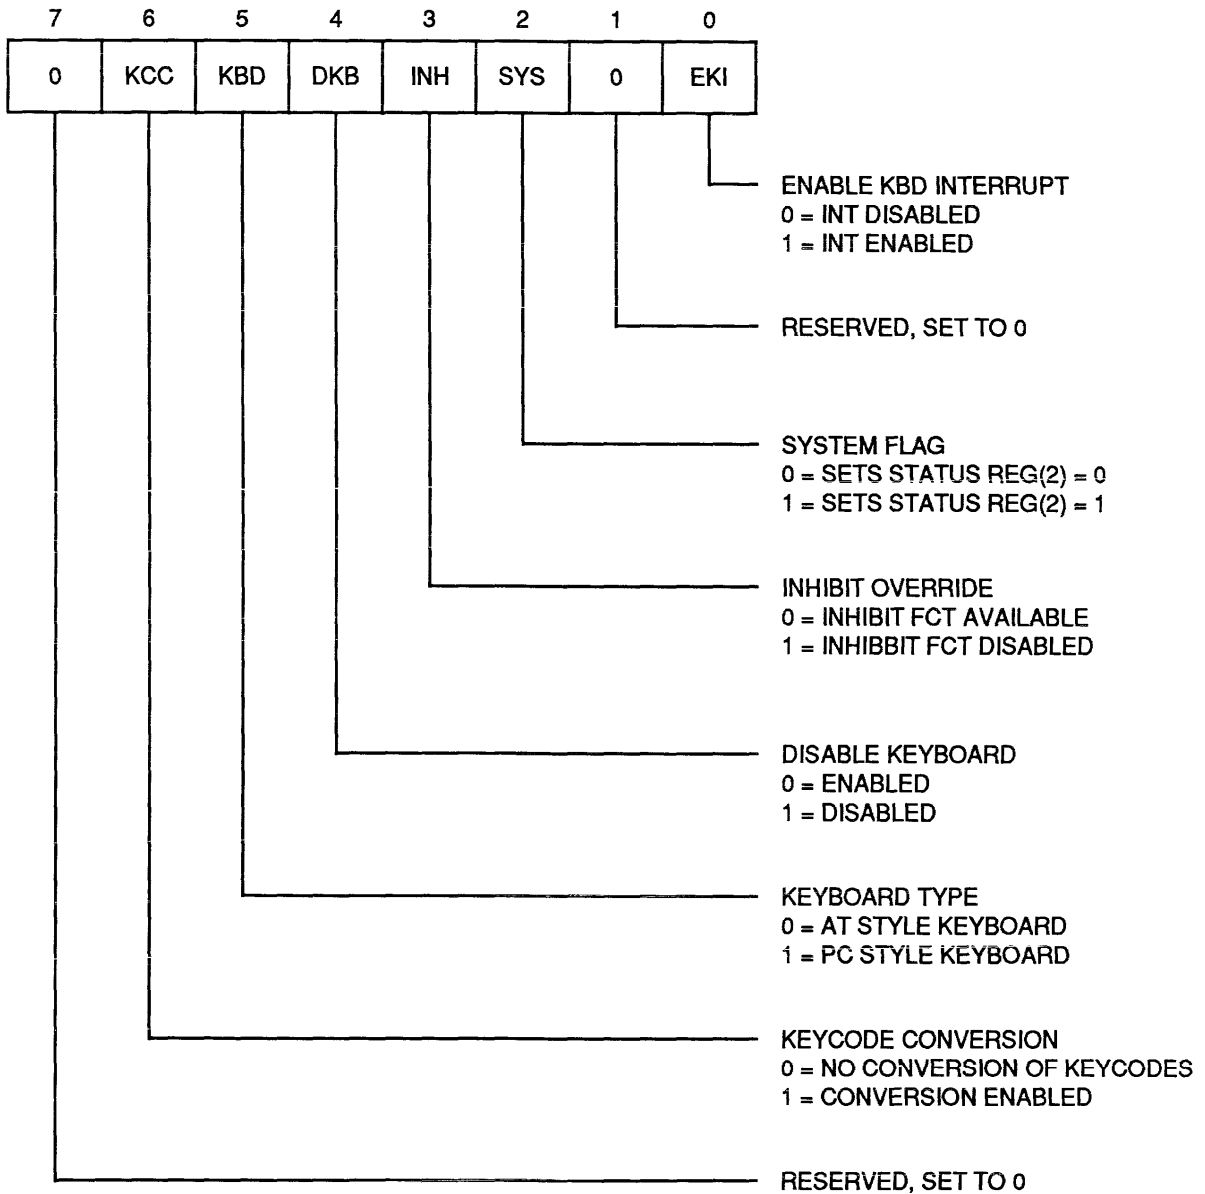 7 6 5 4 3 2 1 0
0 KCC KBD DKB INH SYS 0 EKI
ENABLE KBD INTERRUPT
0 = INT DISABLED
1 = INT ENABLED
RESERVED, SET TO 0
SYSTEM FLAG
0 = SETS STATUS REG(2) = 0
1 = SETS STATUS REG(2) = 1
INHIBIT OVERRIDE
0 = INHIBIT FCT AVAILABLE
1 = INHIBBIT FCT DISABLED
DISABLE KEYBOARD
0 = ENABLED
1 = DISABLED
KEYBOARD TYPE
0 = AT STYLE KEYBOARD
1 = PC STYLE KEYBOARD
KEYCODE CONVERSION
0 = NO CONVERSION OF KEYCODES
1 = CONVERSION ENABLED
RESERVED, SET TO 0